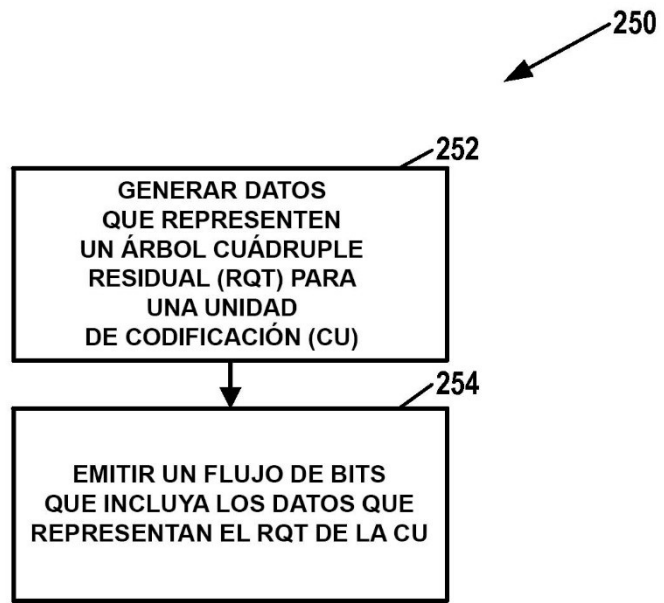 250
252
GENERAR DATOS
QUE REPRESENTEN
UN ÁRBOL CUÁDRUPLE
RESIDUAL (RQT) PARA
UNA UNIDAD
DE CODIFICACIÓN (CU)
254
EMITIR UN FLUJO DE BITS
QUE INCLUYA LOS DATOS QUE
REPRESENTAN EL RQT DE LA CU